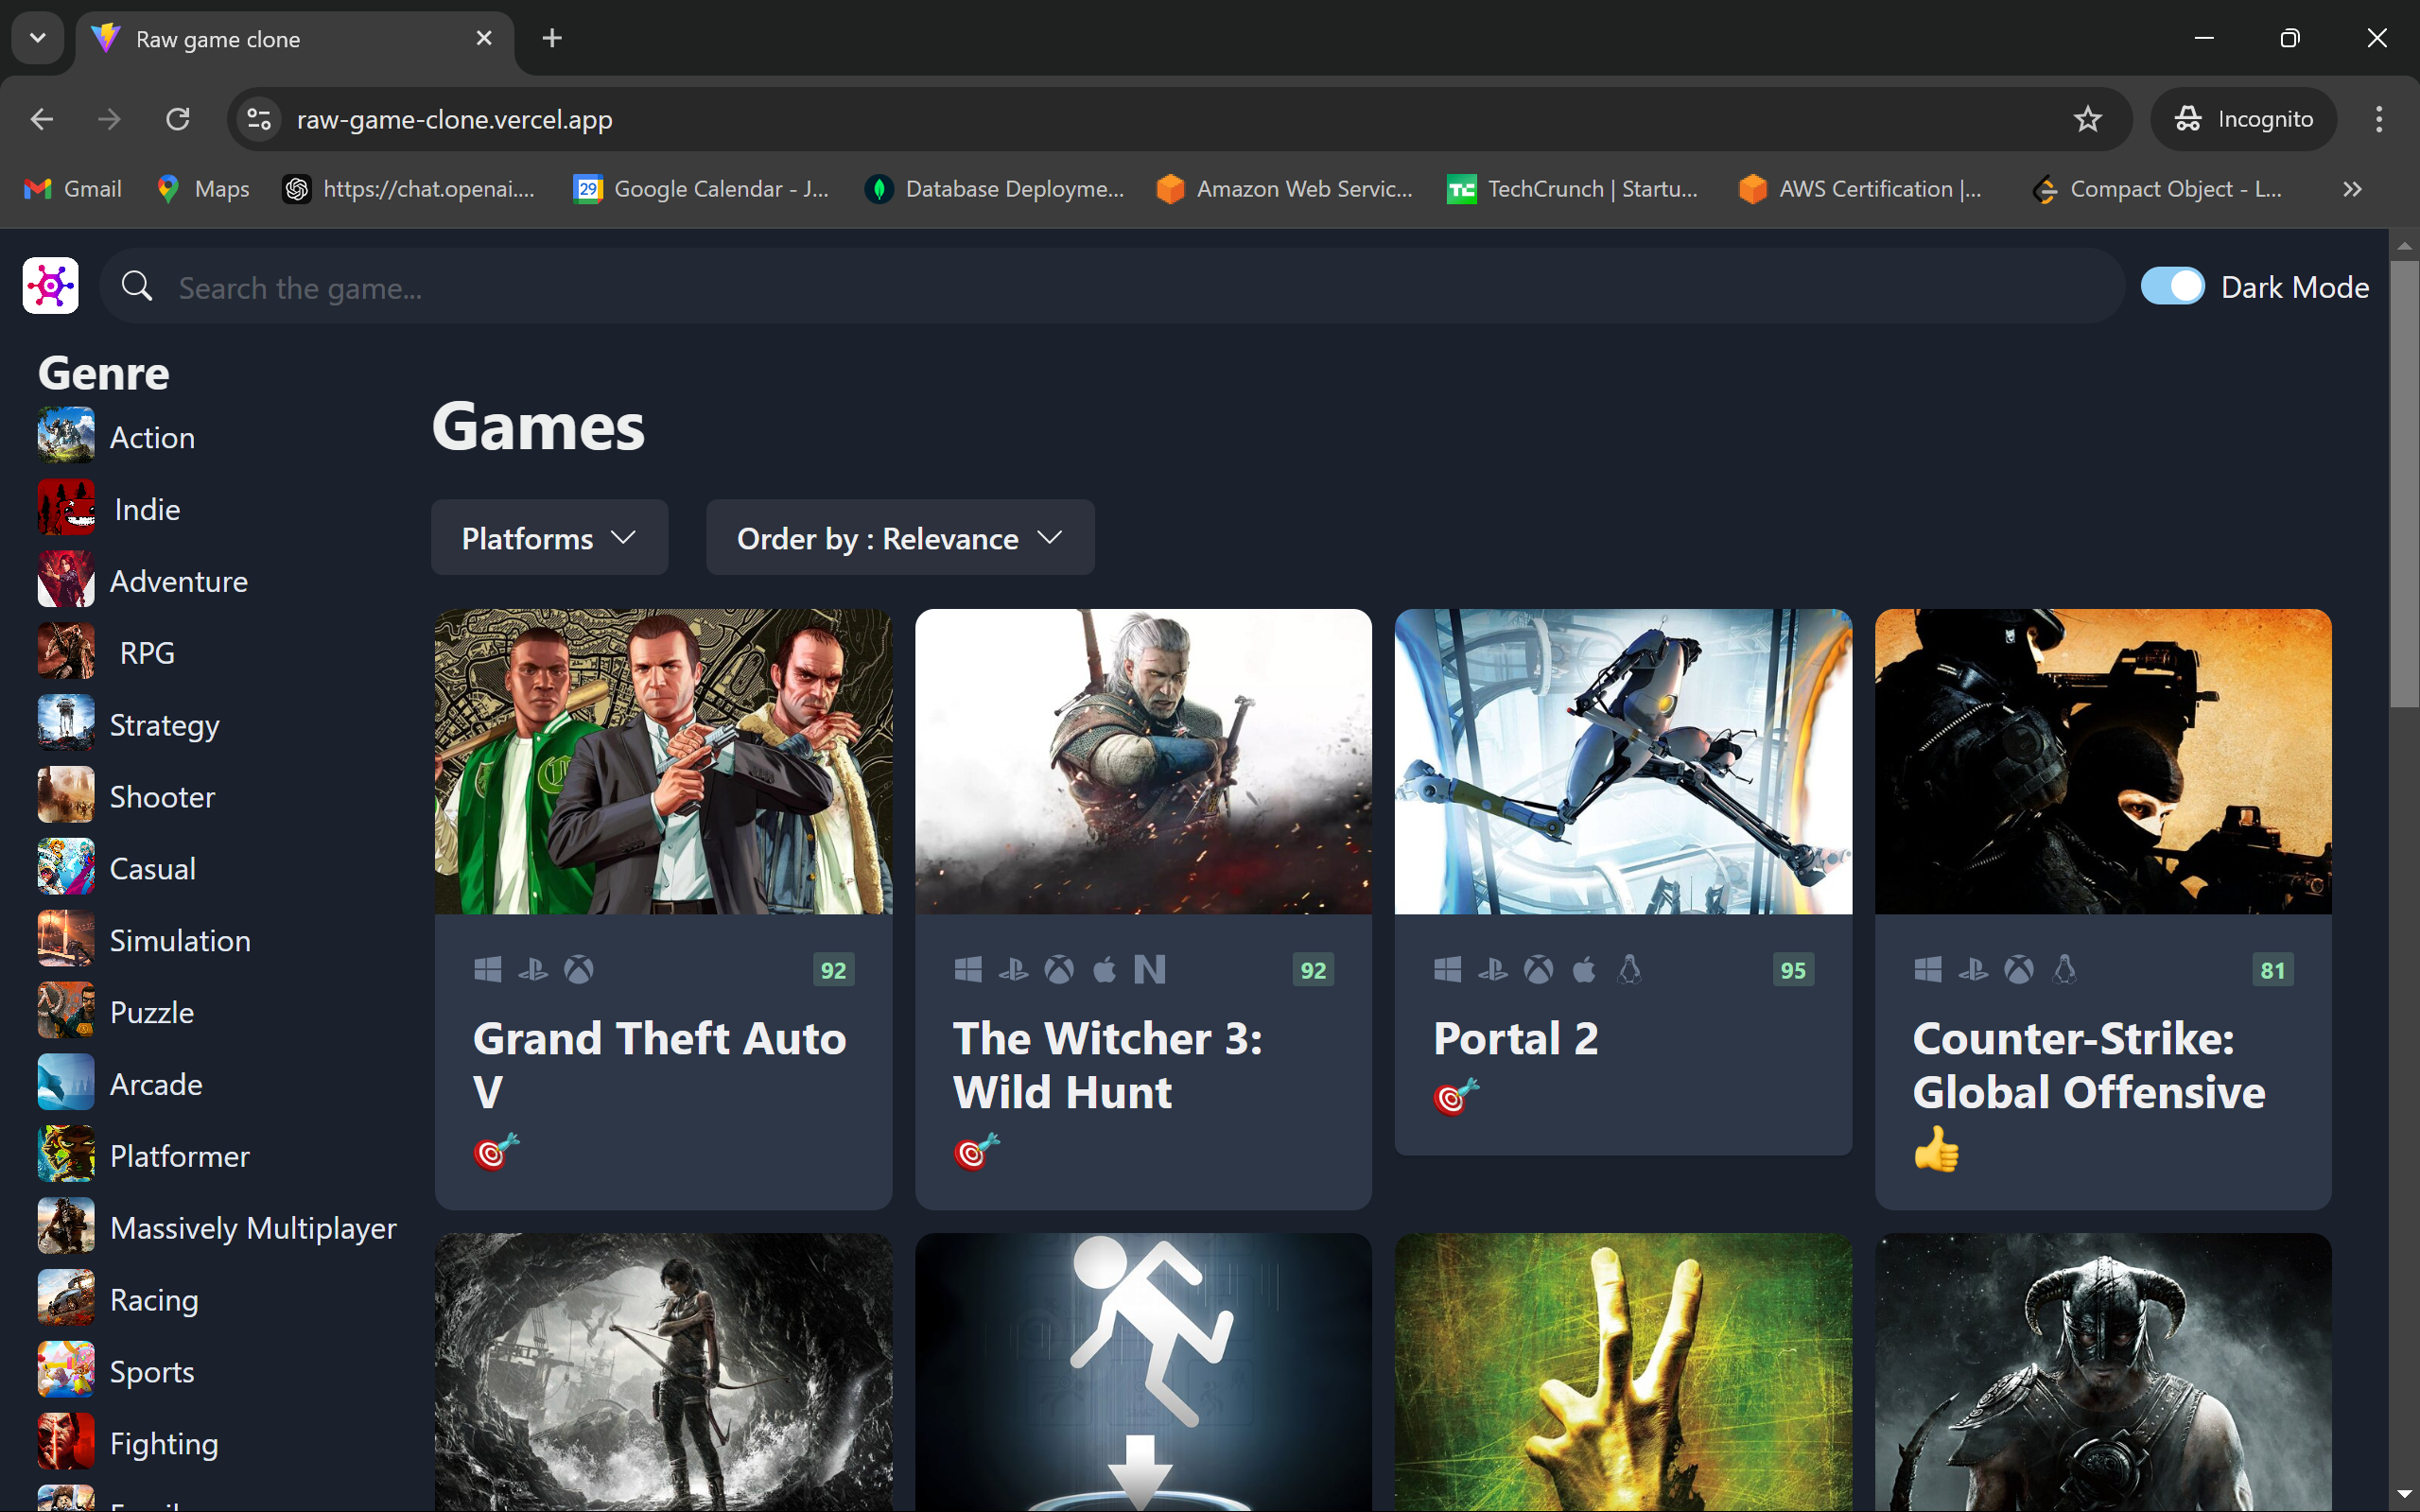 Raw game clone
raw-game-clone.vercel.app
Incognito
Gmail
Maps
https://chat.openai....
29
Google Calendar - J...
Database Deployme...
Amazon Web Servic...
TC
TechCrunch | Startu...
AWS Certification |...
Compact Object - L...
Search the game...
Dark Mode
Genre
Action
Indie
Adventure
RPG
Strategy
Shooter
Casual
Simulation
Puzzle
Arcade
Platformer
Massively Multiplayer
Racing
Sports
Fighting
Games
Platforms
Order by : Relevance
92
Grand Theft Auto
V
92
The Witcher 3:
Wild Hunt
95
Portal 2
81
Counter-Strike:
Global Offensive